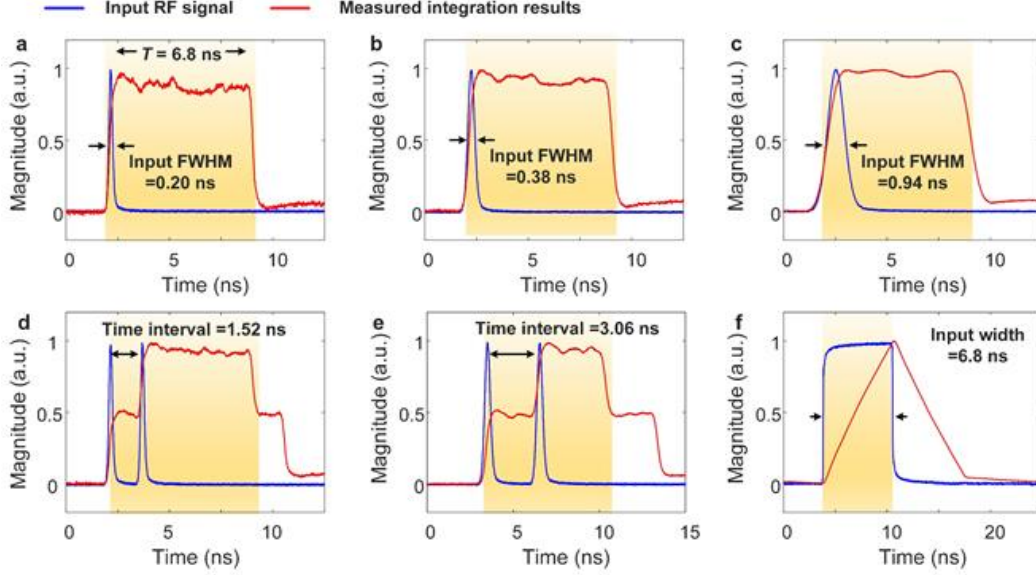 Input RF signal Measured integration results
a
T = 6.8 ns
Input FWHM
=0.20 ns
Magnitude (a.u.)
1
0.5
0
0 5 10
Time (ns)
b
Input FWHM
=0.38 ns
Magnitude (a.u.)
1
0.5
0
0 5 10
Time (ns)
c
Input FWHM
=0.94 ns
Magnitude (a.u.)
1
0.5
0
0 5 10
Time (ns)
d
Time interval =1.52 ns
Magnitude (a.u.)
1
0.5
0
0 5 10
Time (ns)
e
Time interval =3.06 ns
Magnitude (a.u.)
1
0.5
0
0 5 10 15
Time (ns)
f
Input width
=6.8 ns
Magnitude (a.u.)
1
0.5
0
0 10 20
Time (ns)